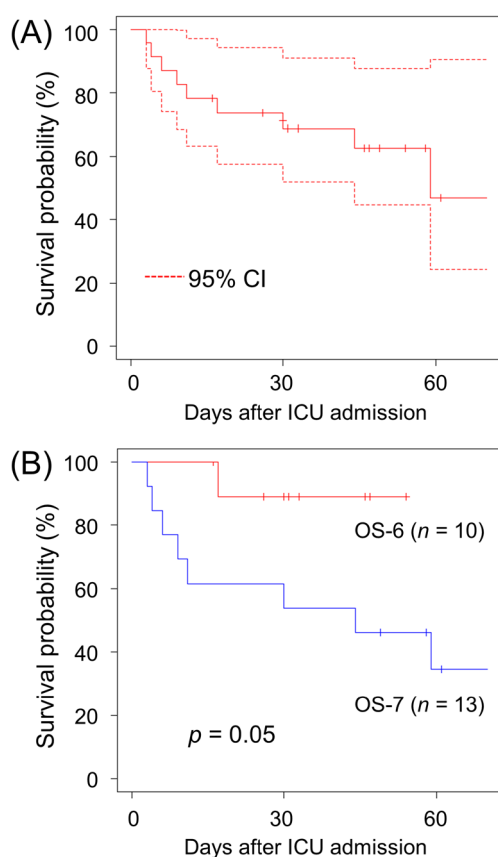 (A)
Survival probability (%)
100
80
60
40
20
0
95% CI
0 30 60
Days after ICU admission
(B)
Survival probability (%)
100
80
60
40
20
0
OS-6 (n = 10)
OS-7 (n = 13)
p = 0.05
0 30 60
Days after ICU admission